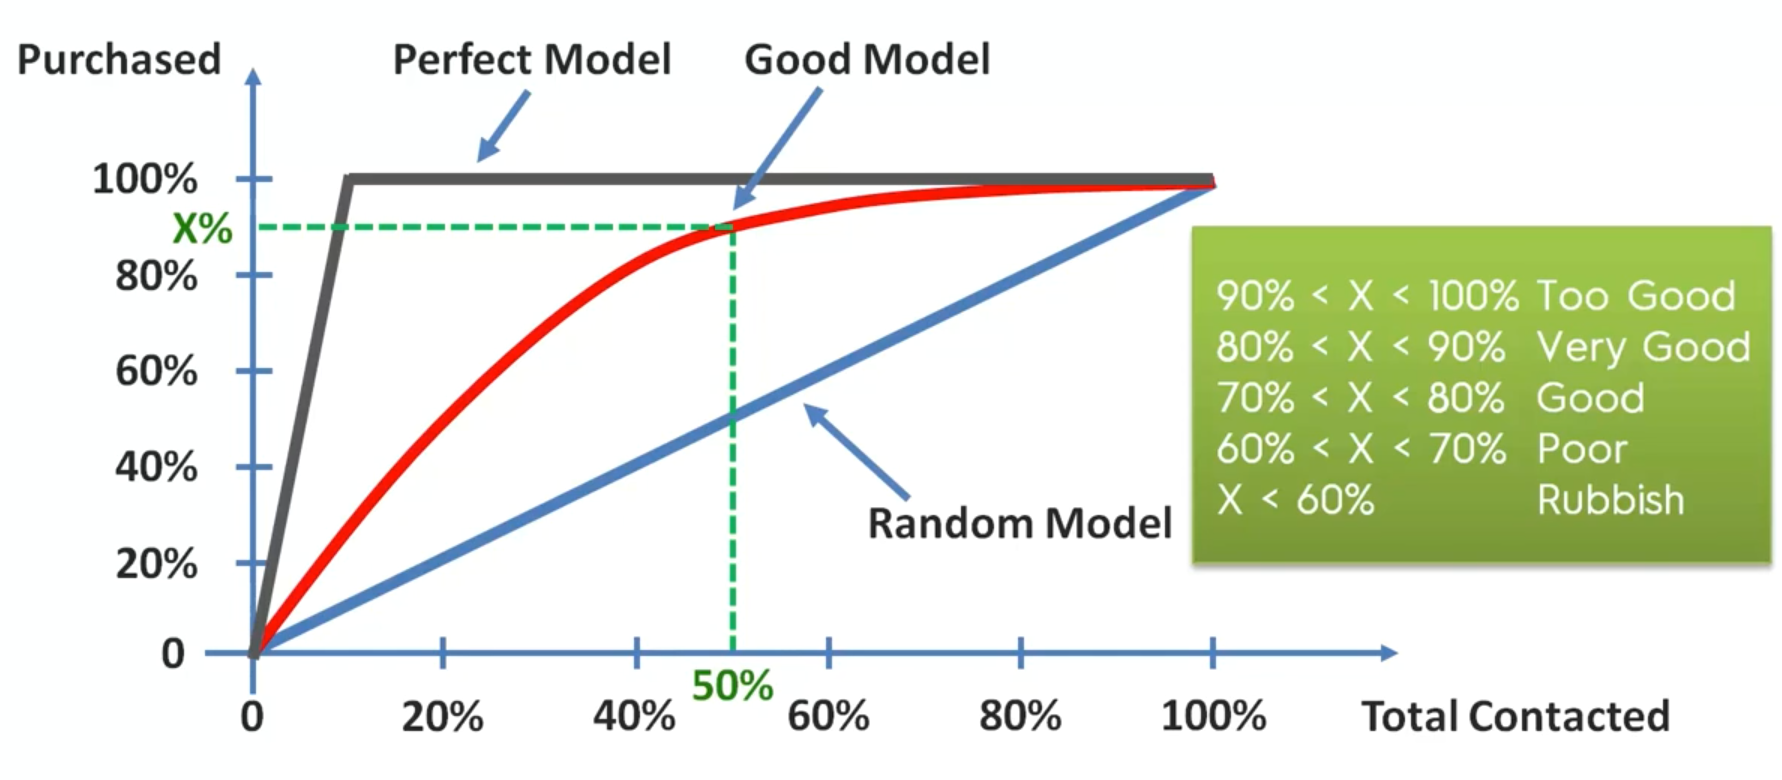 Purchased
Perfect Model
Good Model
100%
X%
80%
60%
40%
20%
0
90% < X < 100% Too Good
80% < X < 90% Very Good
70% < X < 80% Good
60% < X < 70% Poor
X < 60% Rubbish
Random Model
50%
0 20% 40% 60% 80% 100% Total Contacted